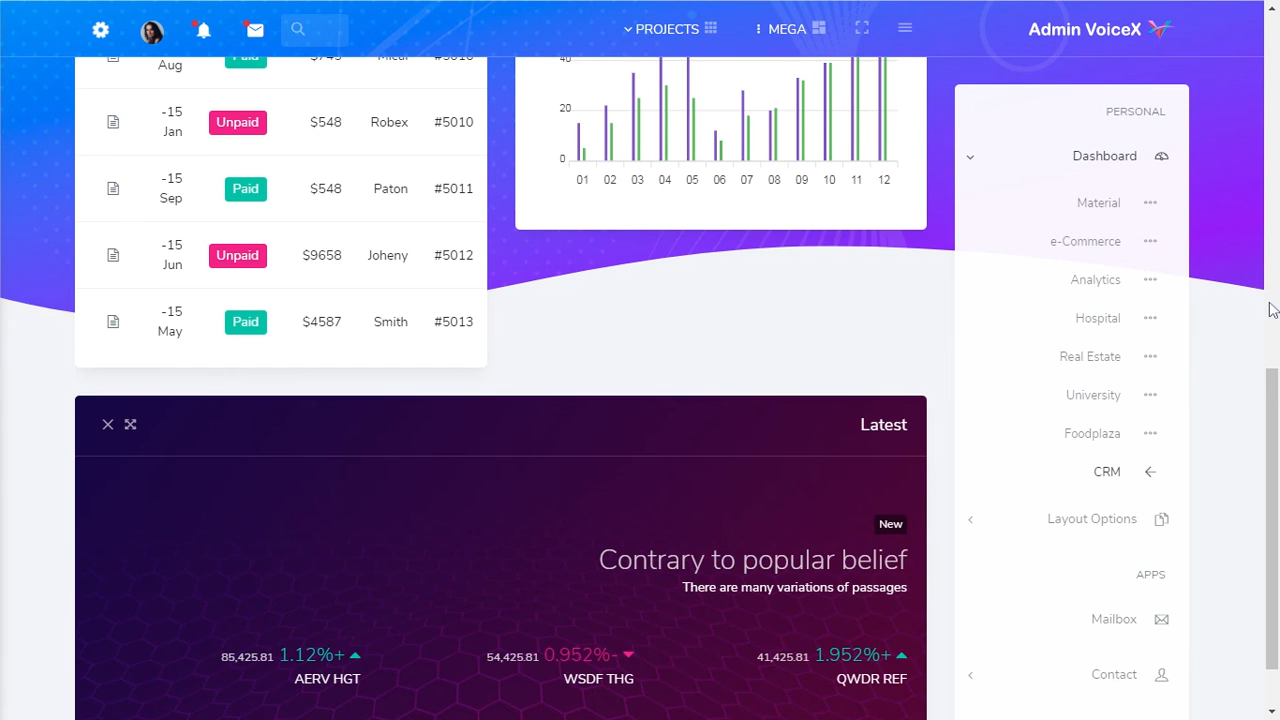 PROJECTS
MEGA
Admin VoiceX
Aug
-15 Jan Unpaid $548 Robex #5010
-15 Sep Paid $548 Paton #5011
-15 Jun Unpaid $9658 Joheny #5012
-15 May Paid $4587 Smith #5013
40
20
0
01 02 03 04 05 06 07 08 09 10 11 12
PERSONAL
Dashboard
Material
e-Commerce
Analytics
Hospital
Real Estate
University
Foodplaza
CRM
Layout Options
APPS
Mailbox
Contact
Latest
New
Contrary to popular belief
There are many variations of passages
85,425.81 1.12%+
AERV HGT
54,425.81 0.952%-
WSDF THG
41,425.81 1.952%+
QWDR REF